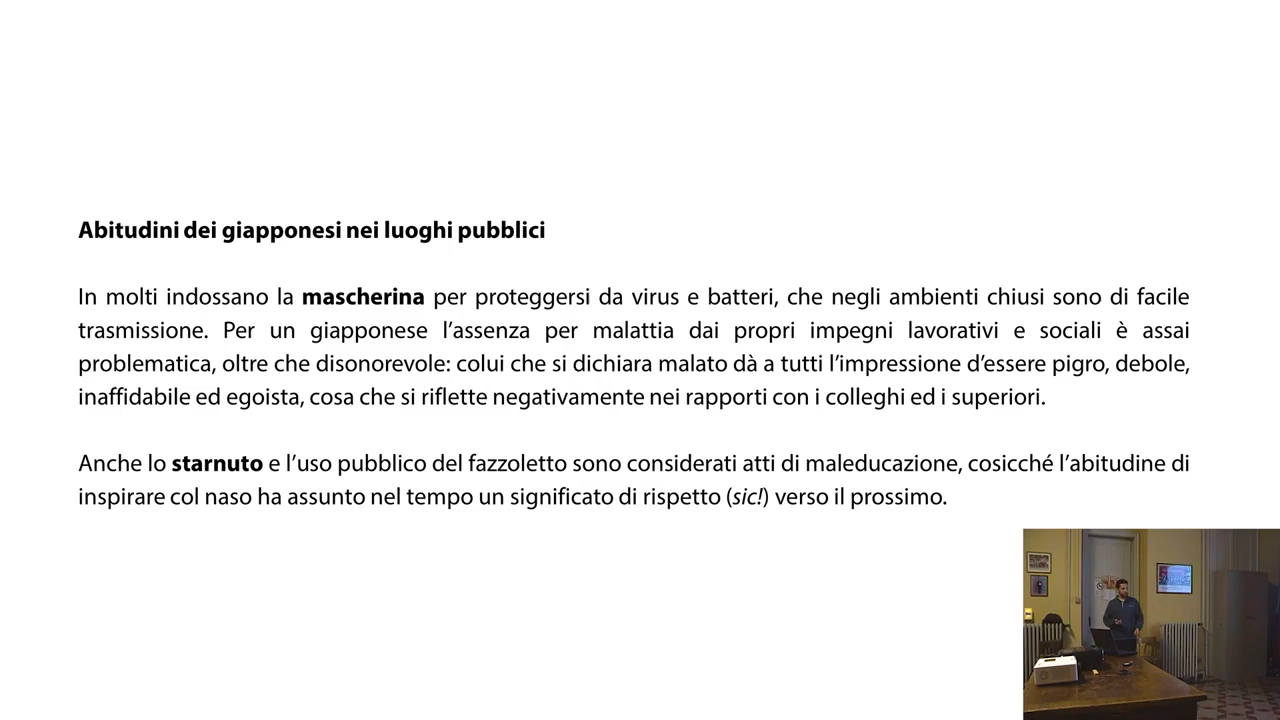 Abitudini dei giapponesi nei luoghi pubblici
In molti indossano la mascherina per proteggersi da virus e batteri, che negli ambienti chiusi sono di facile
trasmissione. Per un giapponese l’assenza per malattia dai propri impegni lavorativi e sociali è assai
problematica, oltre che disonorevole: colui che si dichiara malato dà a tutti l’impressione d’essere pigro, debole,
inaffidabile ed egoista, cosa che si riflette negativamente nei rapporti con i colleghi ed i superiori.
Anche lo starnuto e l’uso pubblico del fazzoletto sono considerati atti di maleducazione, cosicché l’abitudine di
inspirare col naso ha assunto nel tempo un significato di rispetto (sic!) verso il prossimo.